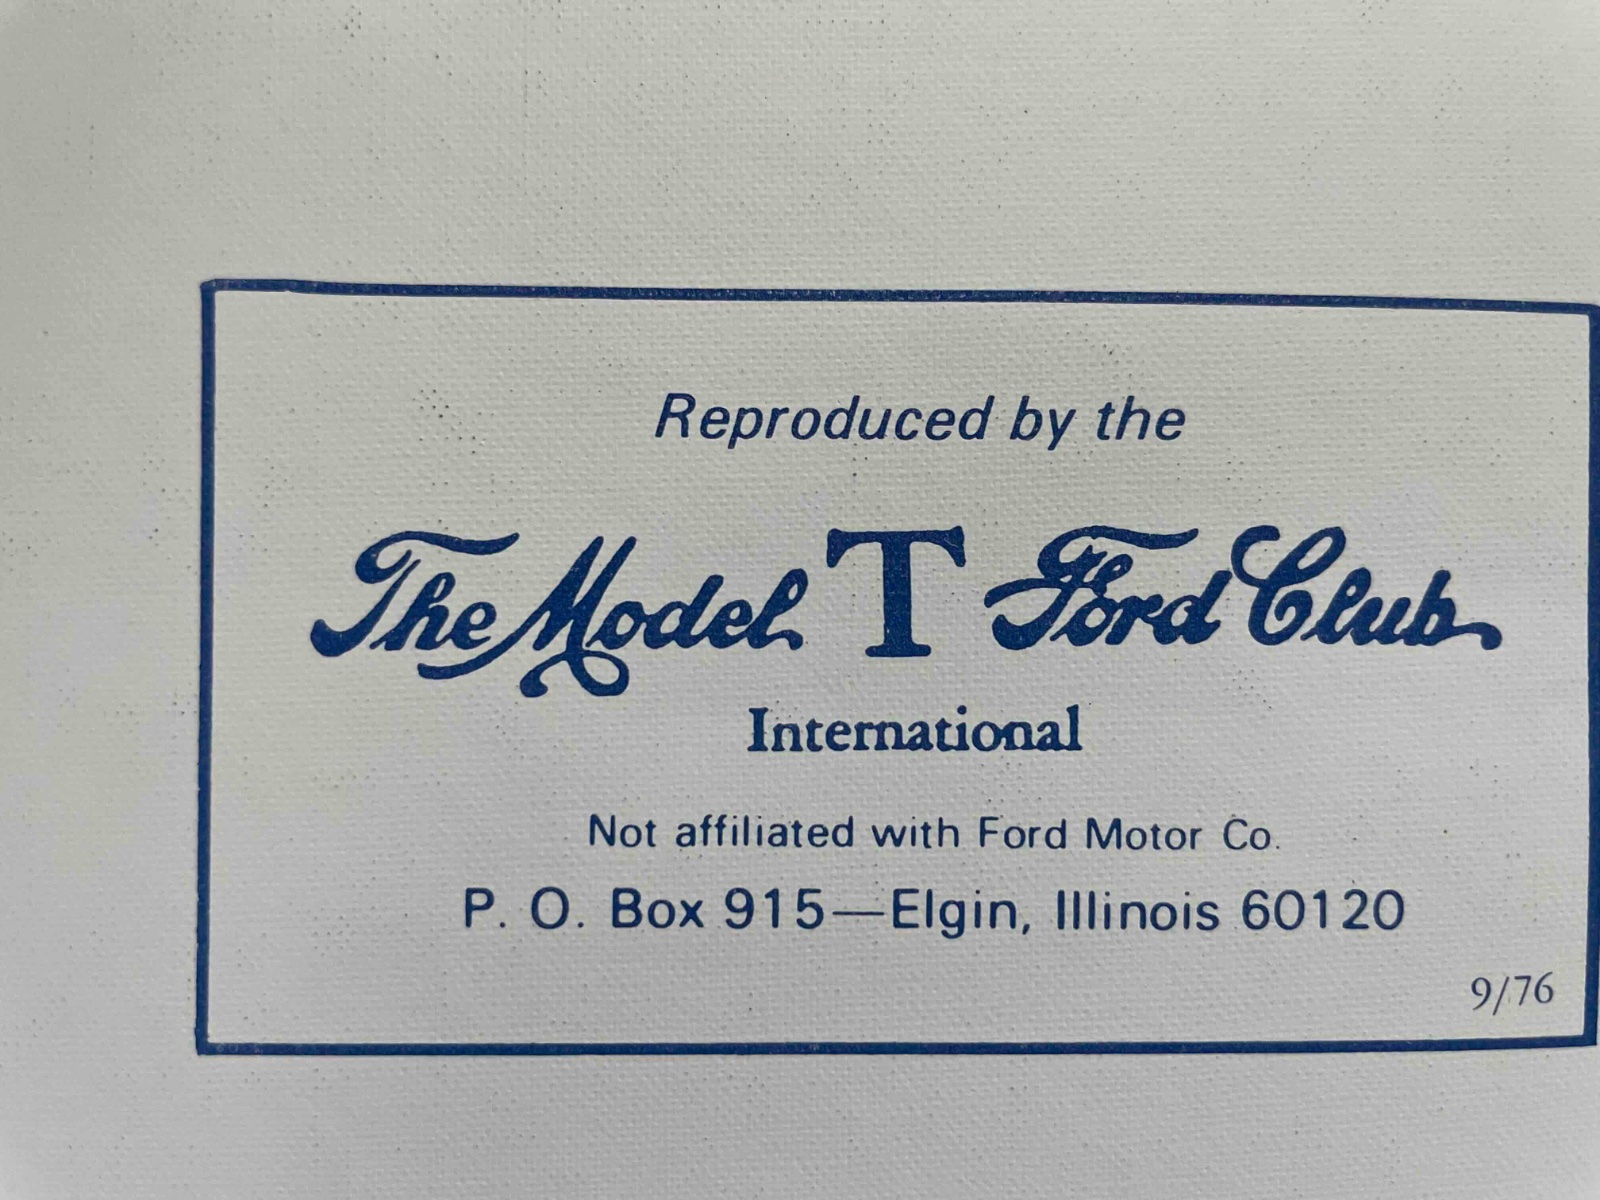 Reproduced by the
The Model T Ford Club
International
Not affiliated with Ford Motor Co.
P. O. Box 915—Elgin, Illinois 60120
9/76